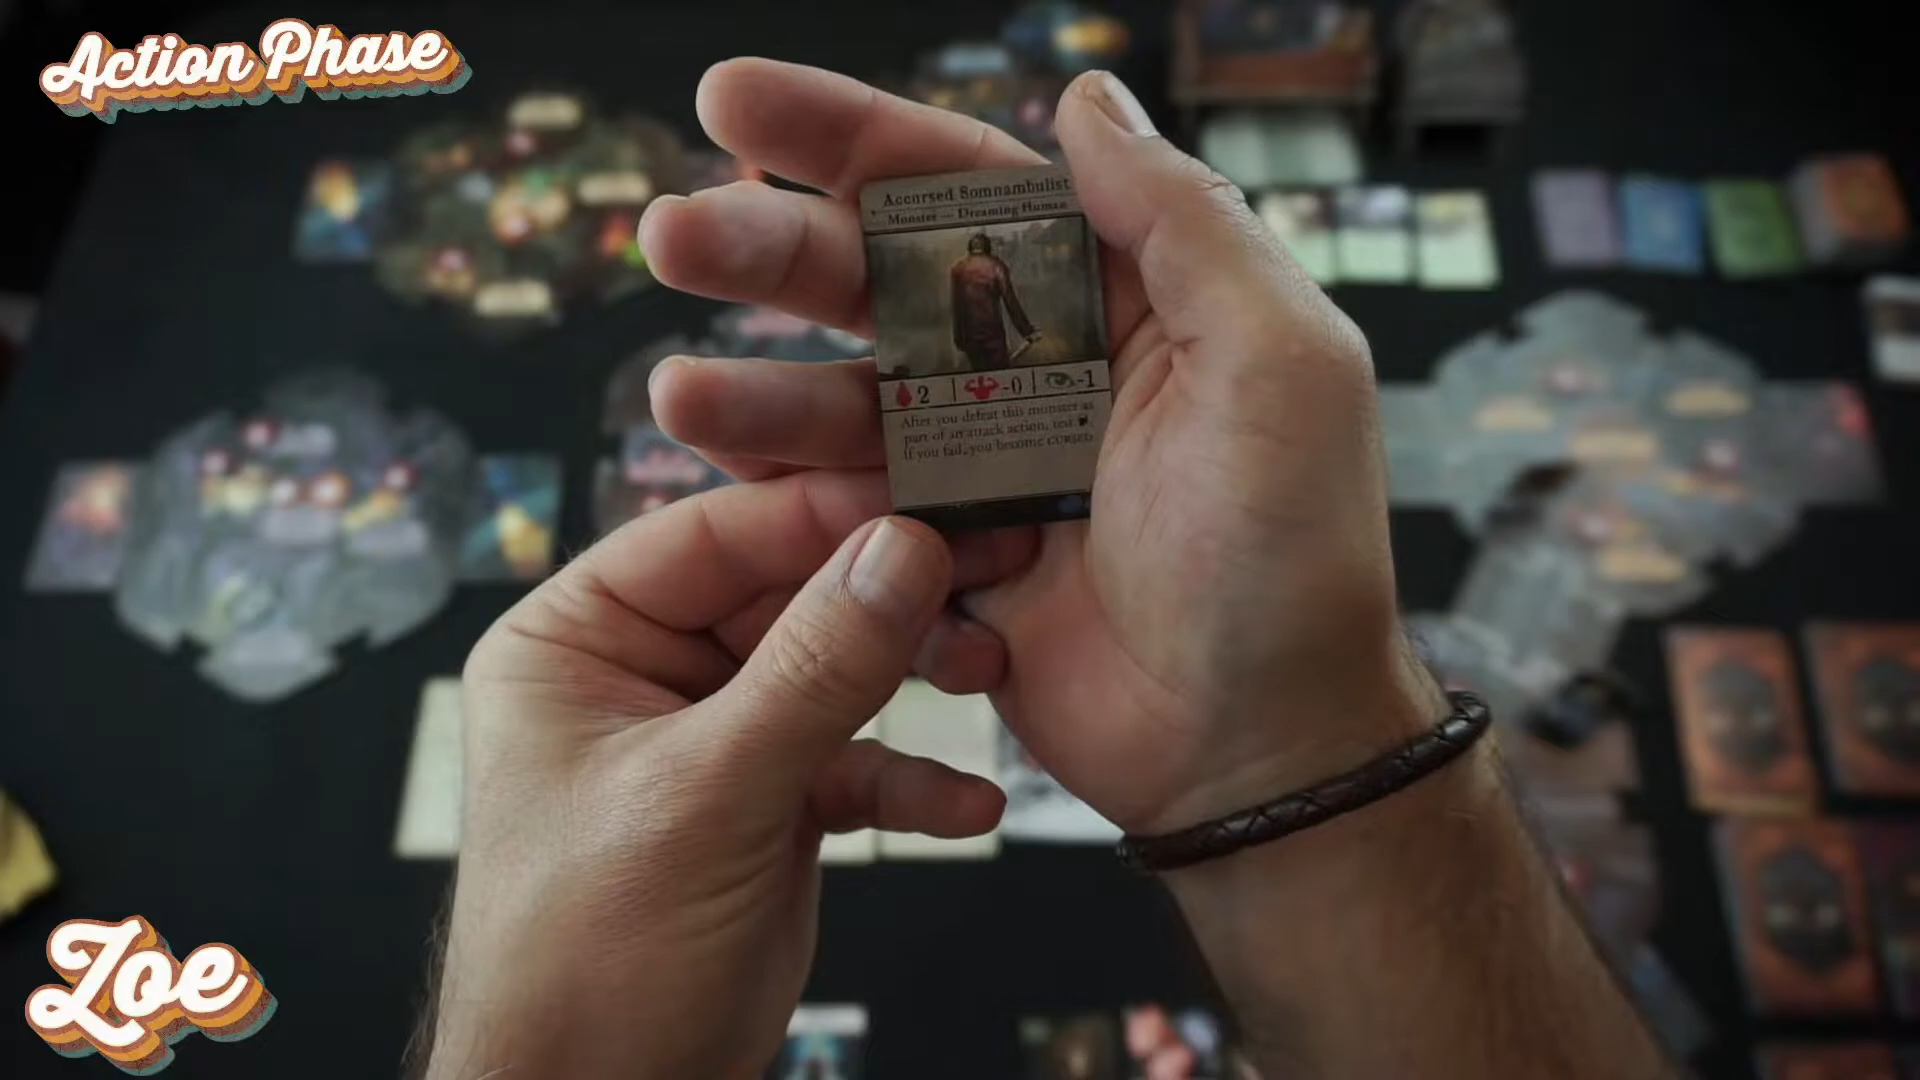 Action Phase
Accursed Somnambulist
Monster — Dreaming Human
2 -0 -1
After you defeat this monster as
part of an attack action, test
If you fail, you become CURSED.
Zoe